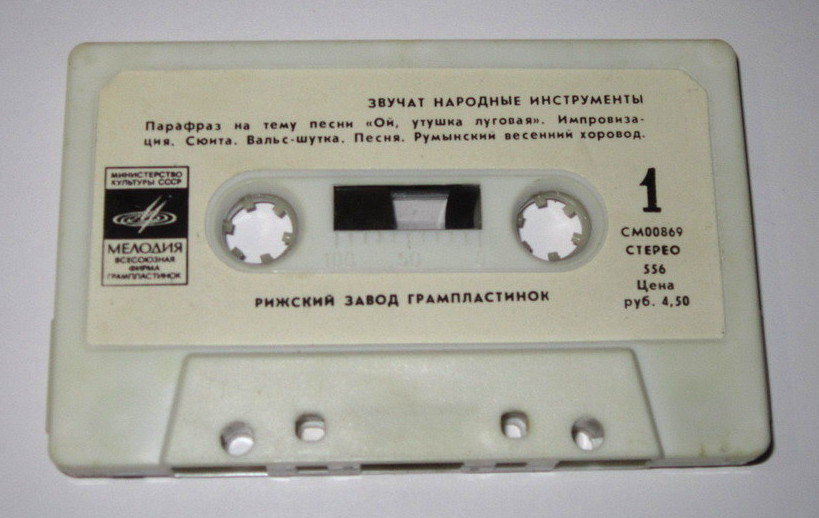 ЗВУЧАТ НАРОДНЫЕ ИНСТРУМЕНТЫ
Парафраз на тему песни «Ой, утушка луговая». Импровиза-
ция. Сюита. Вальс-шутка. Песня. Румынский весенний хоровод.
МИНИСТЕРСТВО
КУЛЬТУРЫ СССР
МЕЛОДИЯ
ВСЕСОЮЗНАЯ
ФИРМА
ГРАМПЛАСТИНОК
100 50 0
1
СМ00869
СТЕРЕО
556
Цена
руб. 4,50
РИЖСКИЙ ЗАВОД ГРАМПЛАСТИНОК